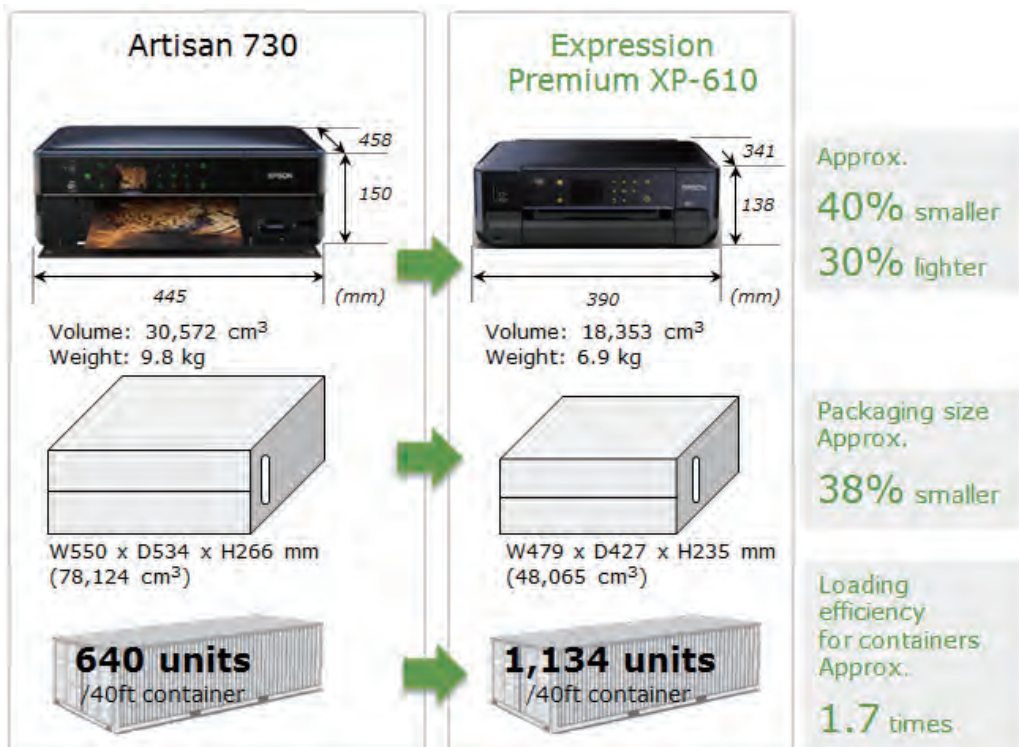 Artisan 730
458
150
EPSON
445
(mm)
Volume: 30,572 cm³
Weight: 9.8 kg
W550 x D534 x H266 mm
(78,124 cm³)
640 units
/40ft container
Expression
Premium XP-610
341
138
EPSON
390
(mm)
Volume: 18,353 cm³
Weight: 6.9 kg
W479 x D427 x H235 mm
(48,065 cm³)
1,134 units
/40ft container
Approx.
40% smaller
30% lighter
Packaging size
Approx.
38% smaller
Loading
efficiency
for containers
Approx.
1.7 times